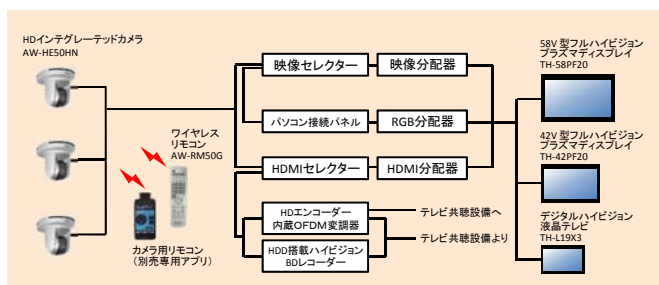 HDインテグレーテッドカメラ
AW-HE50HN
ワイヤレス
リモコン
AW-RM50G
カメラ用リモコン
（別売専用アプリ）
映像セレクター
映像分配器
パソコン接続パネル
RGB分配器
HDMIセレクター
HDMI分配器
HDエンコーダー
内蔵OFDM変調器
HDD搭載ハイビジョン
BDレコーダー
テレビ共聴設備へ
テレビ共聴設備より
58V型フルハイビジョン
プラズマディスプレイ
TH-58PF20
42V型フルハイビジョン
プラズマディスプレイ
TH-42PF20
デジタルハイビジョン
液晶テレビ
TH-L19X3